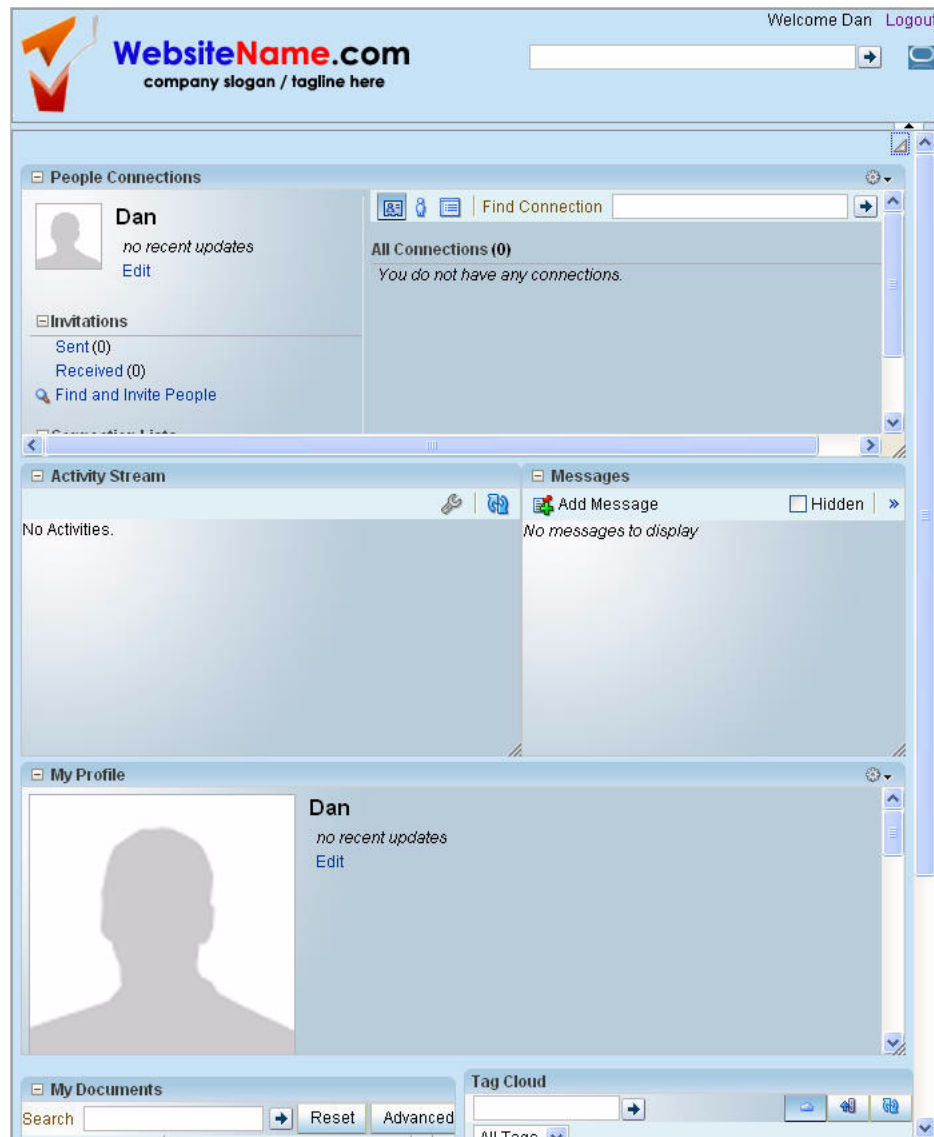 Welcome Dan Logout
WebsiteName.com
company slogan / tagline here
People Connections
Dan
no recent updates
Edit
Invitations
Sent (0)
Received (0)
Find and Invite People
Find Connection
All Connections (0)
You do not have any connections.
Activity Stream
No Activities.
Messages
Add Message
Hidden
»
No messages to display
My Profile
Dan
no recent updates
Edit
My Documents
Search
Reset
Advanced
Tag Cloud
All Tags